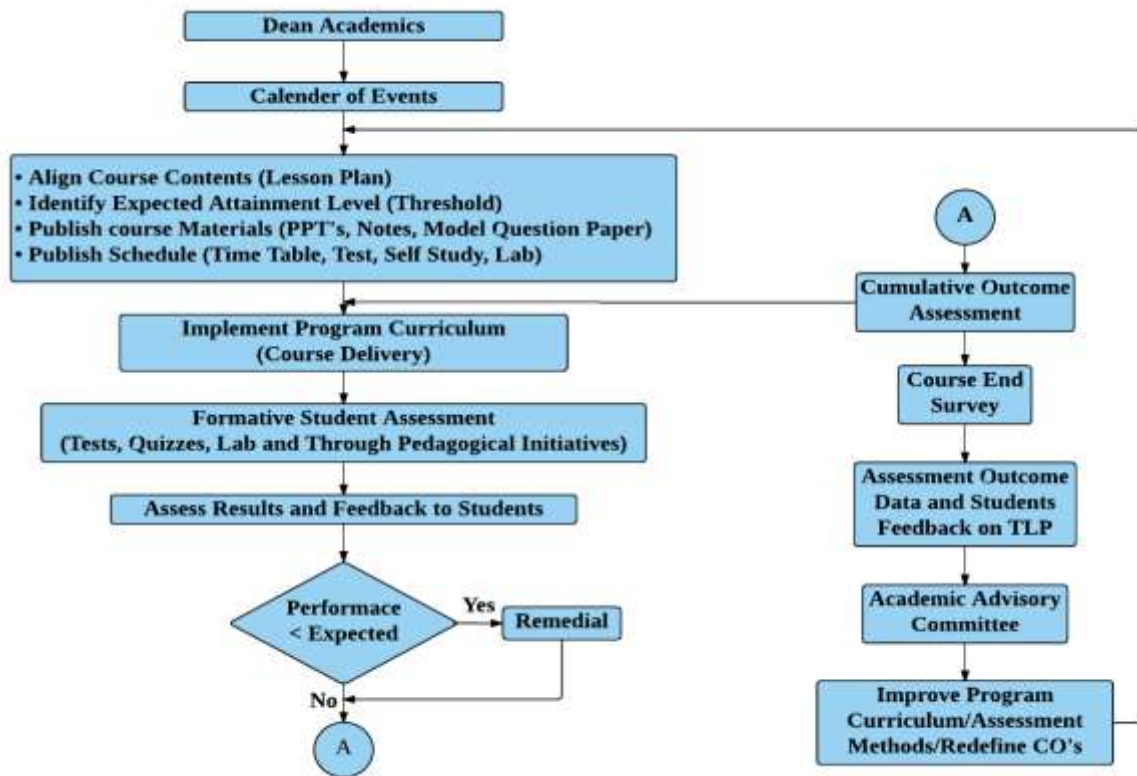 Dean Academics
Calender of Events
• Align Course Contents (Lesson Plan)
• Identify Expected Attainment Level (Threshold)
• Publish course Materials (PPT's, Notes, Model Question Paper)
• Publish Schedule (Time Table, Test, Self Study, Lab)
Implement Program Curriculum
(Course Delivery)
Formative Student Assessment
(Tests, Quizzes, Lab and Through Pedagogical Initiatives)
Assess Results and Feedback to Students
Performace
< Expected
Yes
Remedial
No
A
A
Cumulative Outcome
Assessment
Course End
Survey
Assessment Outcome
Data and Students
Feedback on TLP
Academic Advisory
Committee
Improve Program
Curriculum/Assessment
Methods/Redefine CO's